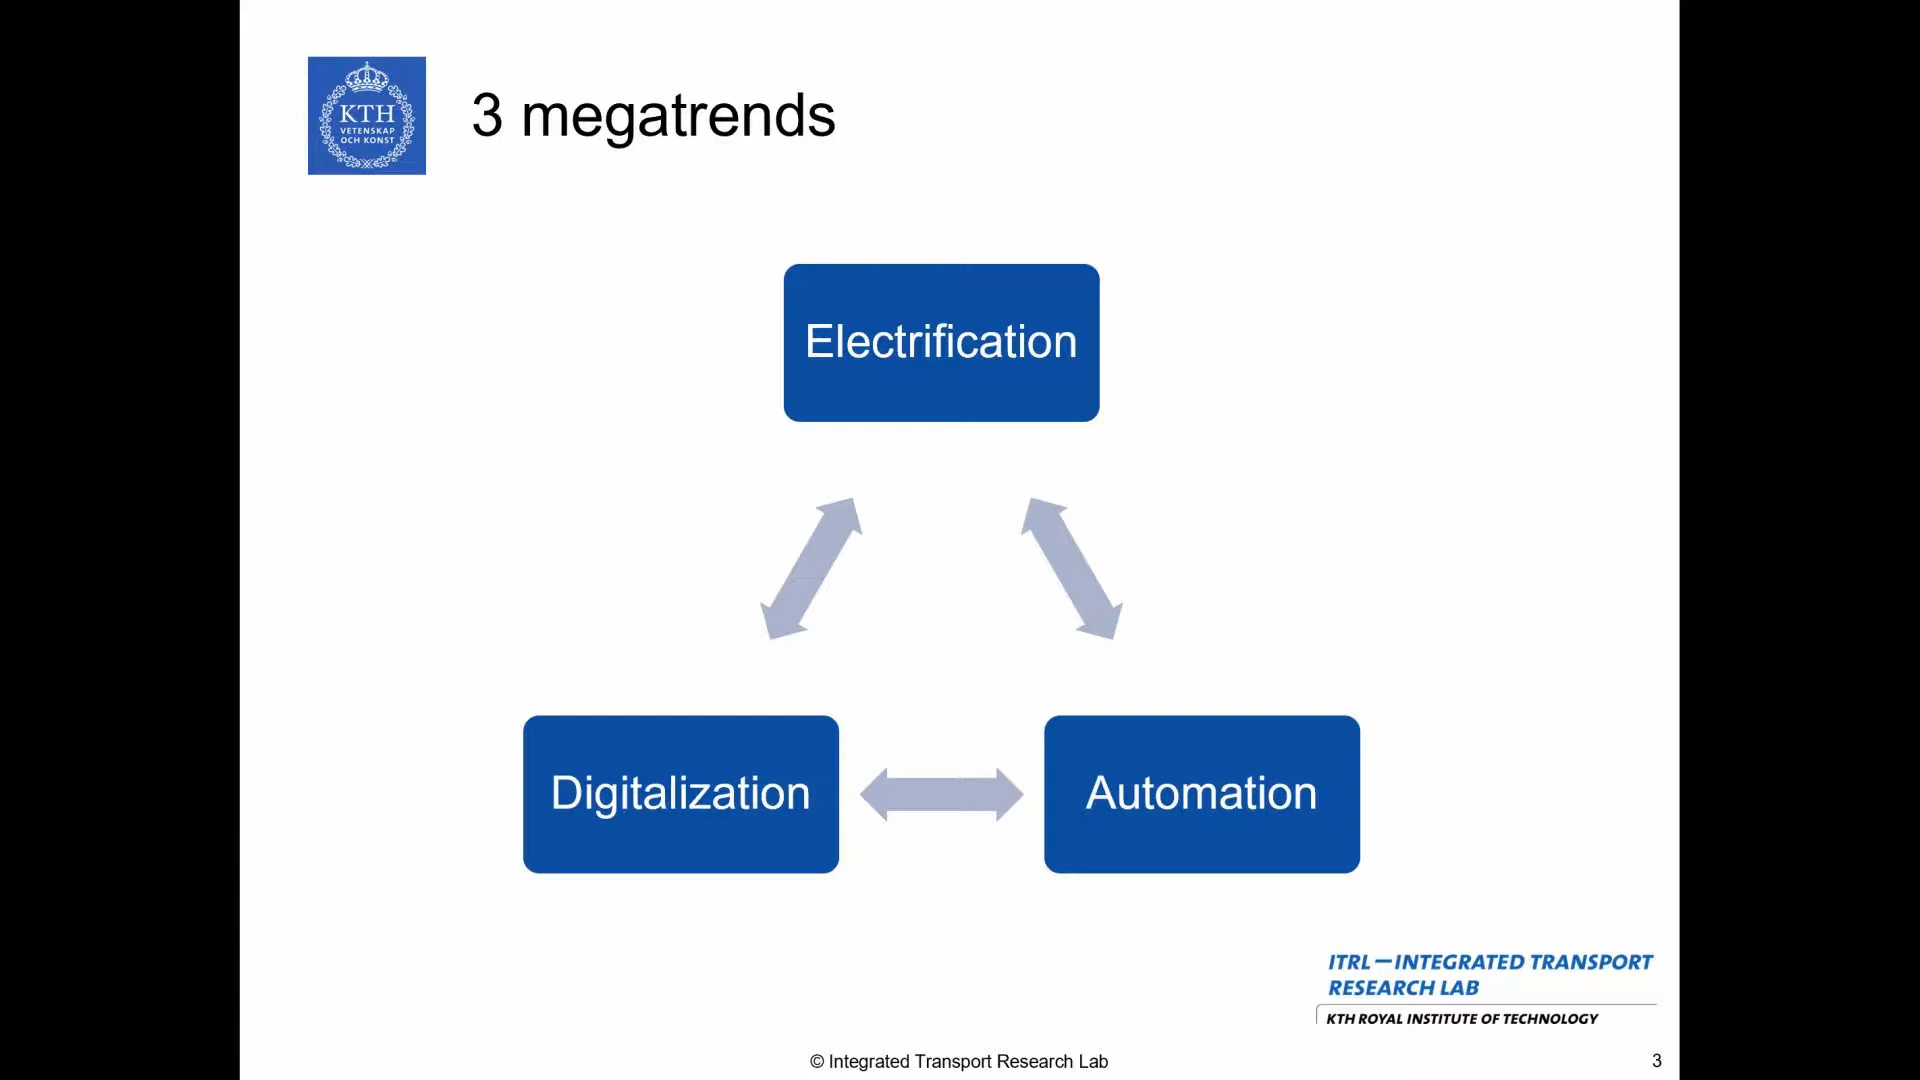 KTH
VETENSKAP
OCH KONST
3 megatrends
Electrification
Digitalization
Automation
ITRL – INTEGRATED TRANSPORT
RESEARCH LAB
KTH ROYAL INSTITUTE OF TECHNOLOGY
© Integrated Transport Research Lab
3